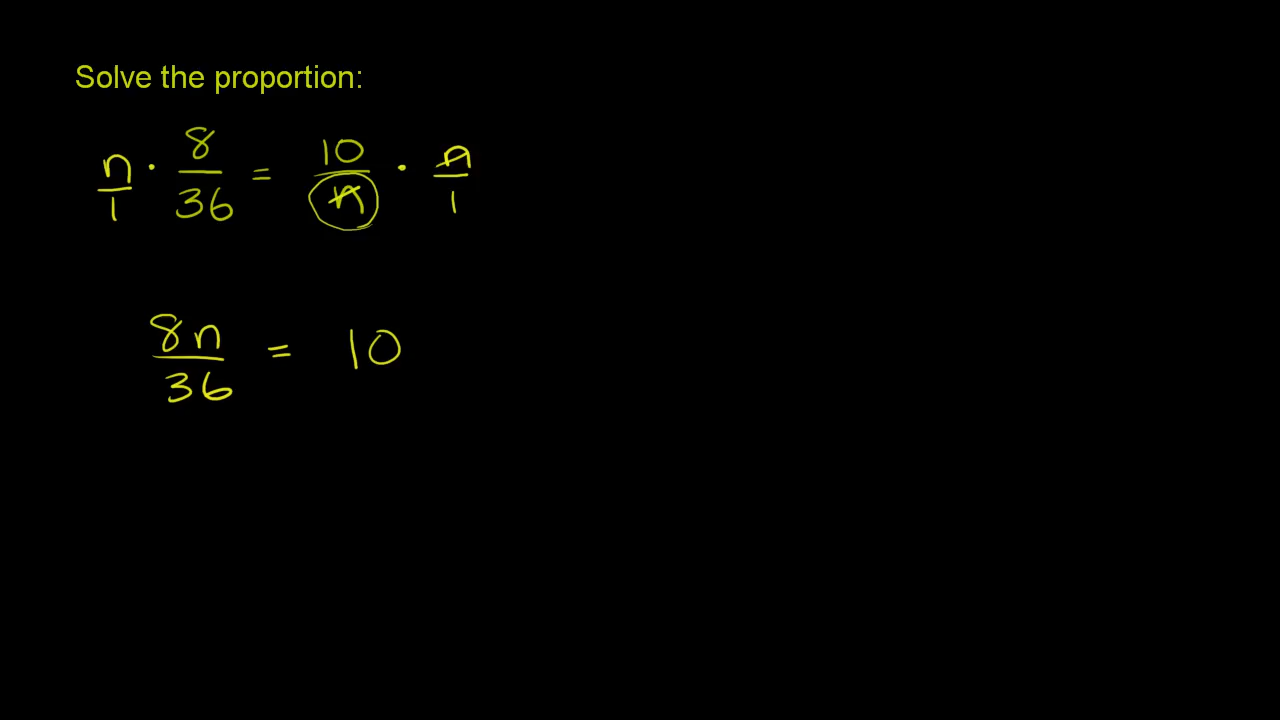 Solve the proportion:
n/1 · 8/36 = 10/n · n/1
8n/36 = 10